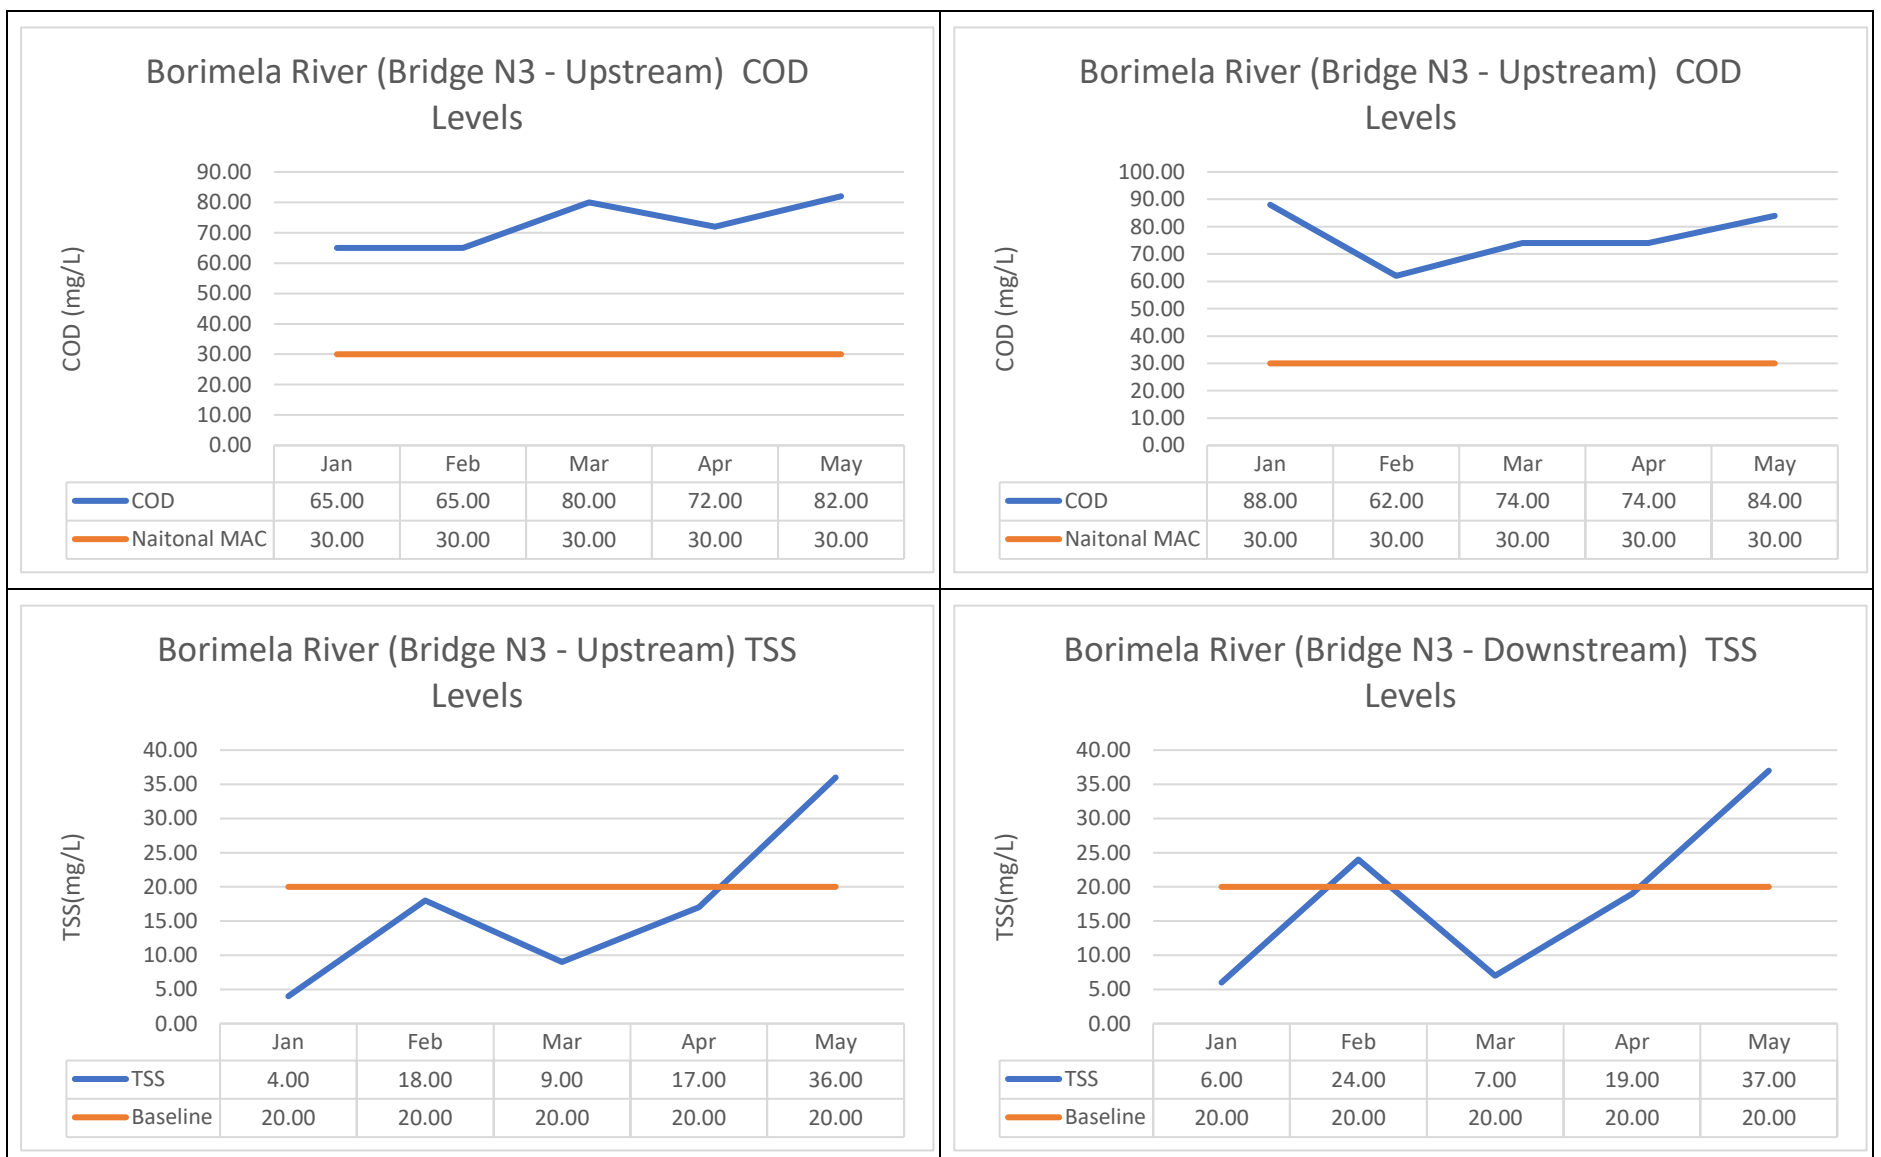 Borimela River (Bridge N3 - Upstream)  COD
Levels
90.00
80.00
70.00
60.00
50.00
40.00
30.00
20.00
10.00
0.00
COD (mg/L)
Jan Feb Mar Apr May
COD 65.00 65.00 80.00 72.00 82.00
Naitonal MAC 30.00 30.00 30.00 30.00 30.00
Borimela River (Bridge N3 - Upstream)  COD
Levels
100.00
90.00
80.00
70.00
60.00
50.00
40.00
30.00
20.00
10.00
0.00
COD (mg/L)
Jan Feb Mar Apr May
COD 88.00 62.00 74.00 74.00 84.00
Naitonal MAC 30.00 30.00 30.00 30.00 30.00
Borimela River (Bridge N3 - Upstream) TSS
Levels
40.00
35.00
30.00
25.00
20.00
15.00
10.00
5.00
0.00
TSS(mg/L)
Jan Feb Mar Apr May
TSS 4.00 18.00 9.00 17.00 36.00
Baseline 20.00 20.00 20.00 20.00 20.00
Borimela River (Bridge N3 - Downstream)  TSS
Levels
40.00
35.00
30.00
25.00
20.00
15.00
10.00
5.00
0.00
TSS(mg/L)
Jan Feb Mar Apr May
TSS 6.00 24.00 7.00 19.00 37.00
Baseline 20.00 20.00 20.00 20.00 20.00